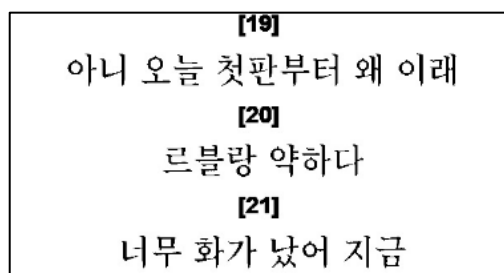 [19]
아니 오늘 첫판부터 왜 이래
[20]
르블랑 약하다
[21]
너무 화가 났어 지금